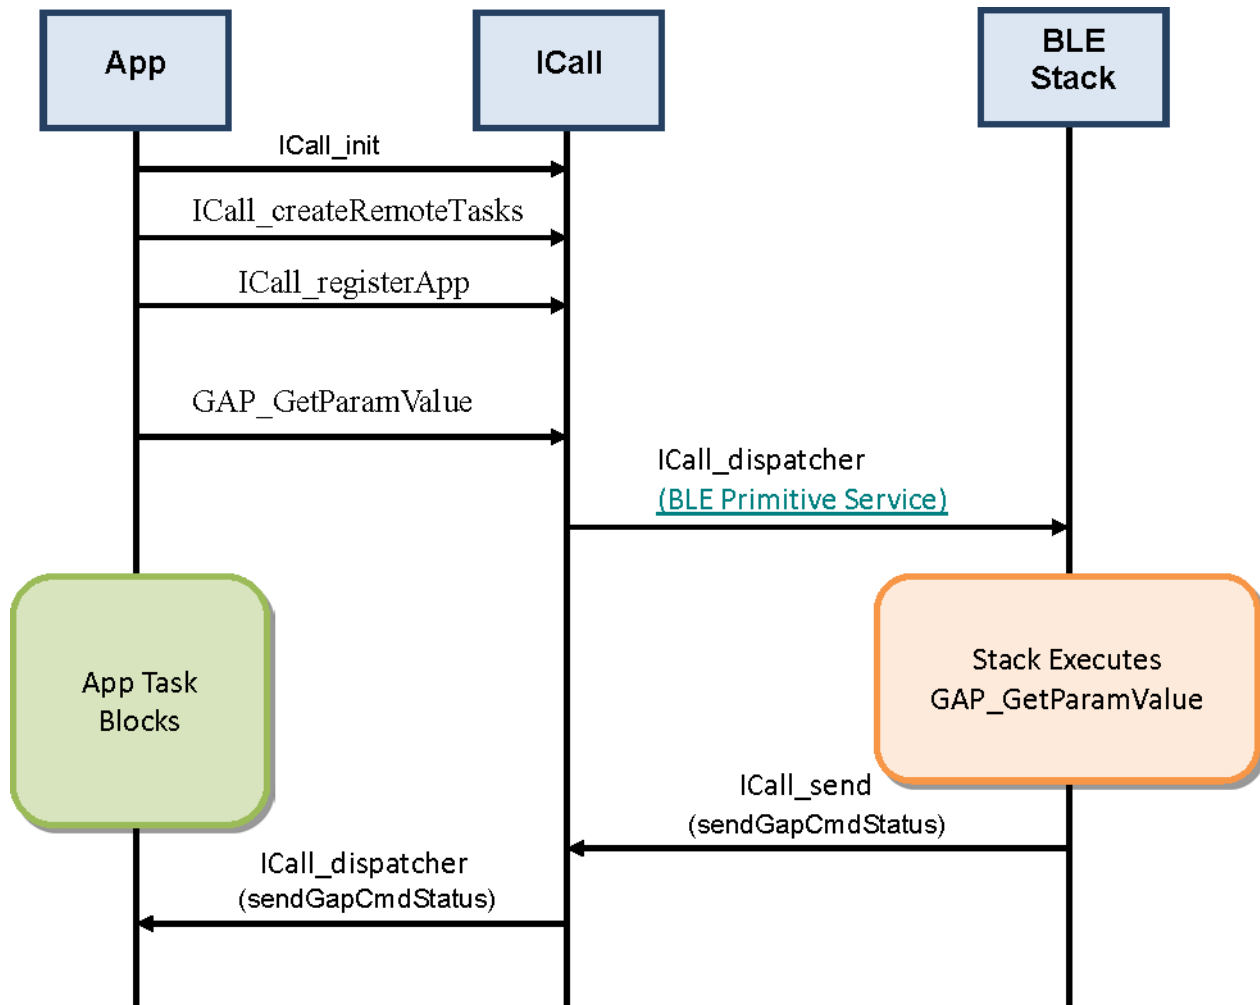 App
ICall
BLE
Stack
ICall_init
ICall_createRemoteTasks
ICall_registerApp
GAP_GetParamValue
ICall_dispatcher
(BLE Primitive Service)
App Task
Blocks
Stack Executes
GAP_GetParamValue
ICall_send
(sendGapCmdStatus)
ICall_dispatcher
(sendGapCmdStatus)